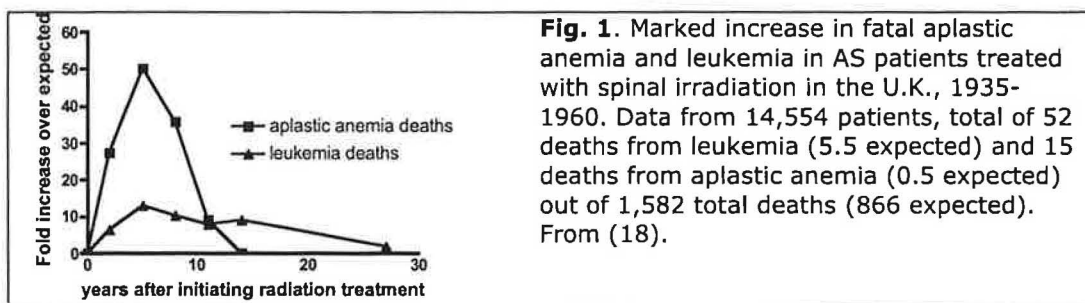 Fold increase over expected
60
50
40
30
20
10
0
aplastic anemia deaths
leukemia deaths
0
10
20
30
years after initiating radiation treatment
Fig. 1. Marked increase in fatal aplastic
anemia and leukemia in AS patients treated
with spinal irradiation in the U.K., 1935-
1960. Data from 14,554 patients, total of 52
deaths from leukemia (5.5 expected) and 15
deaths from aplastic anemia (0.5 expected)
out of 1,582 total deaths (866 expected).
From (18).